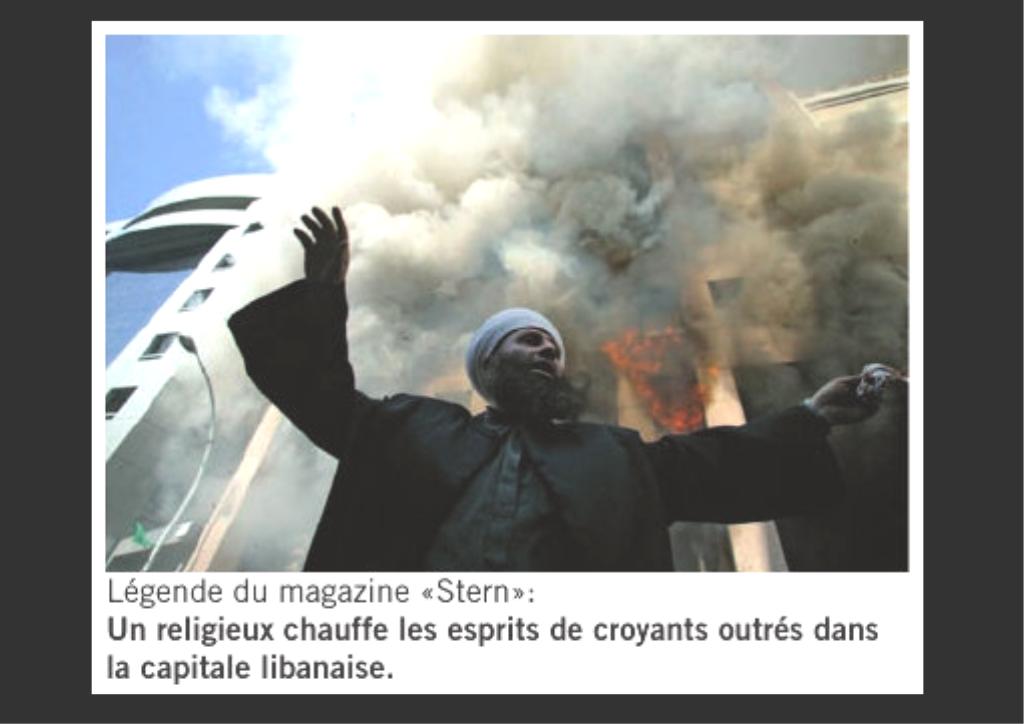 Légende du magazine «Stern»:
Un religieux chauffe les esprits de croyants outrés dans
la capitale libanaise.